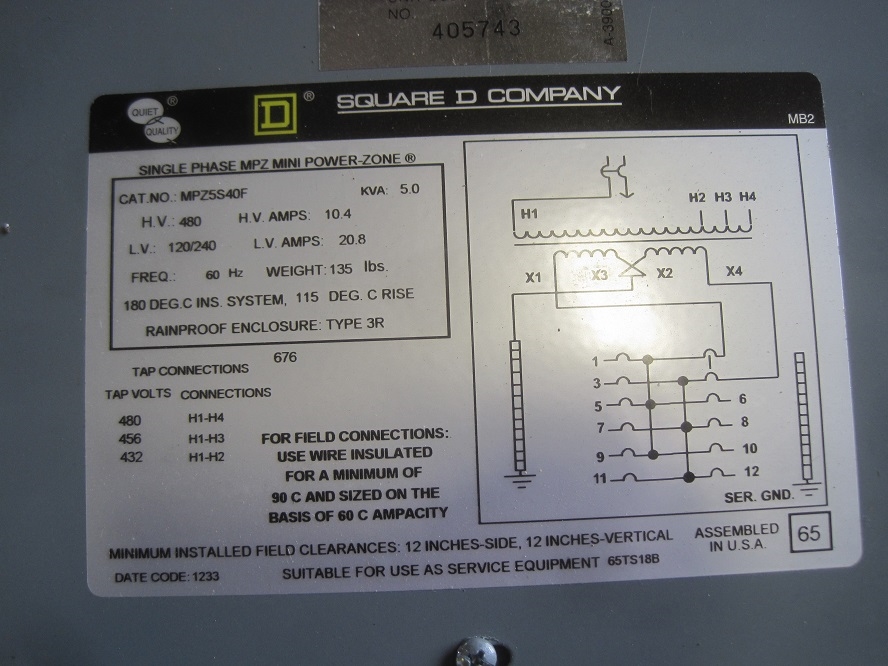 NO.
405743
A-3900
QUIET
QUALITY
®
D
®
SQUARE D COMPANY
MB2
SINGLE PHASE MPZ MINI POWER-ZONE ®
CAT.NO.: MPZ5S40F KVA: 5.0
H.V.: 480 H.V. AMPS: 10.4
L.V.: 120/240 L.V. AMPS: 20.8
FREQ.: 60 Hz WEIGHT: 135 lbs.
180 DEG.C INS. SYSTEM, 115 DEG. C RISE
RAINPROOF ENCLOSURE: TYPE 3R
676
TAP CONNECTIONS
TAP VOLTS CONNECTIONS
480 H1-H4
456 H1-H3
432 H1-H2
FOR FIELD CONNECTIONS:
USE WIRE INSULATED
FOR A MINIMUM OF
90 C AND SIZED ON THE
BASIS OF 60 C AMPACITY
H1 H2 H3 H4
X1 X3 X2 X4
1
3
5 6
7 8
9 10
11 12
SER. GND.
MINIMUM INSTALLED FIELD CLEARANCES: 12 INCHES-SIDE, 12 INCHES-VERTICAL
ASSEMBLED
IN U.S.A.
65
DATE CODE: 1233 SUITABLE FOR USE AS SERVICE EQUIPMENT 65TS18B